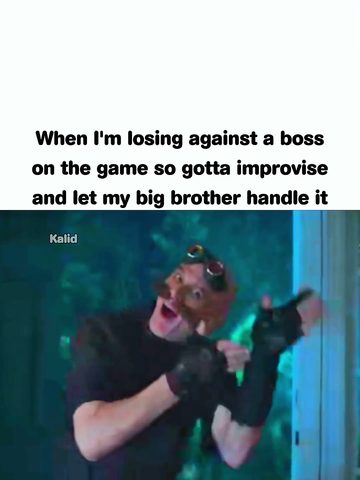 When I'm losing against a boss
on the game so gotta improvise
and let my big brother handle it
Kalid